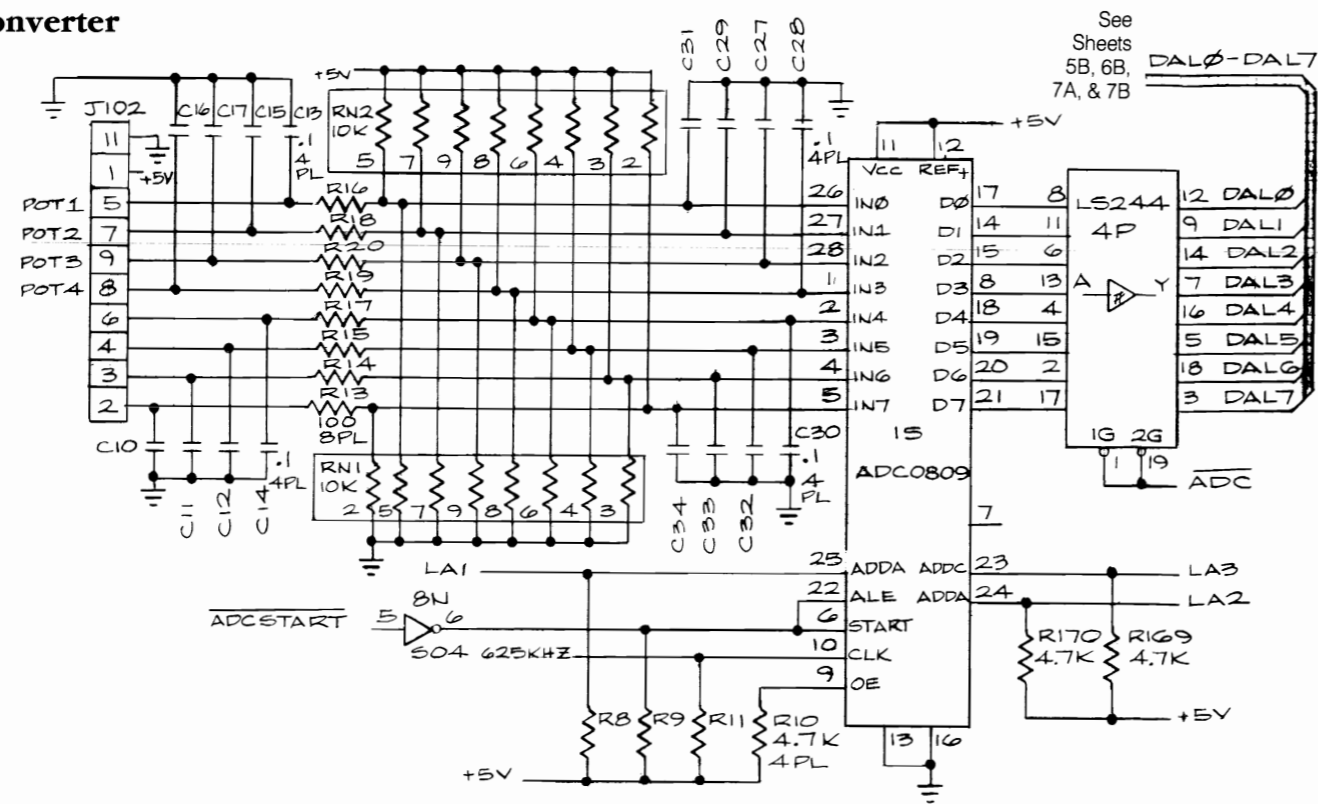 onverter
See
Sheets
5B, 6B,
7A, & 7B
DALØ-DAL7
J102
11
1
+5V
POT1 5
POT2 7
POT3 9
POT4 8
6
4
3
2
C16 C17 C15 C13
.1
4
PL
+5V
RN2
10K
5 7 9 8 6 4 3 2
C31 C29 C27 C28
.1
4PL
R16
R18
R20
R19
R17
R15
R14
R13
100
8PL
C10 C11 C12 C14
.1
4PL
RN1
10K
2 5 7 9 8 6 4 3
C34 C33 C32 C30
.1
4
PL
+5V
11 12
VCC REF+
26 INØ DØ 17
27 IN1 D1 14
28 IN2 D2 15
1 IN3 D3 8
2 IN4 D4 18
3 IN5 D5 19
4 IN6 D6 20
5 IN7 D7 21
15
ADC0809
7
8 LS244 12 DALØ
11 4P 9 DAL1
6 14 DAL2
13 A Y 7 DAL3
4 16 DAL4
15 5 DAL5
2 18 DAL6
17 3 DAL7
1G 2G
1 19
ADC
LA1 25 ADDA ADDC 23 LA3
22 ALE ADDA 24 LA2
8N
ADCSTART 5 6
S04
6 START
625KHZ 10 CLK
9 OE
R8 R9 R11 R10
4.7K
4PL
+5V
13 16
R170
4.7K
R169
4.7K
+5V